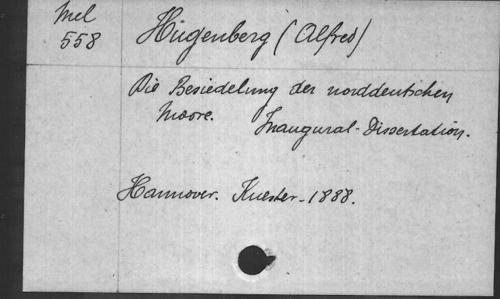 Mel
558
Hugenberg (Alfred)
Die Besiedelung der norddeutschen
Moore. Inaugural-Dissertation.
Hannover. Kuester-1888.